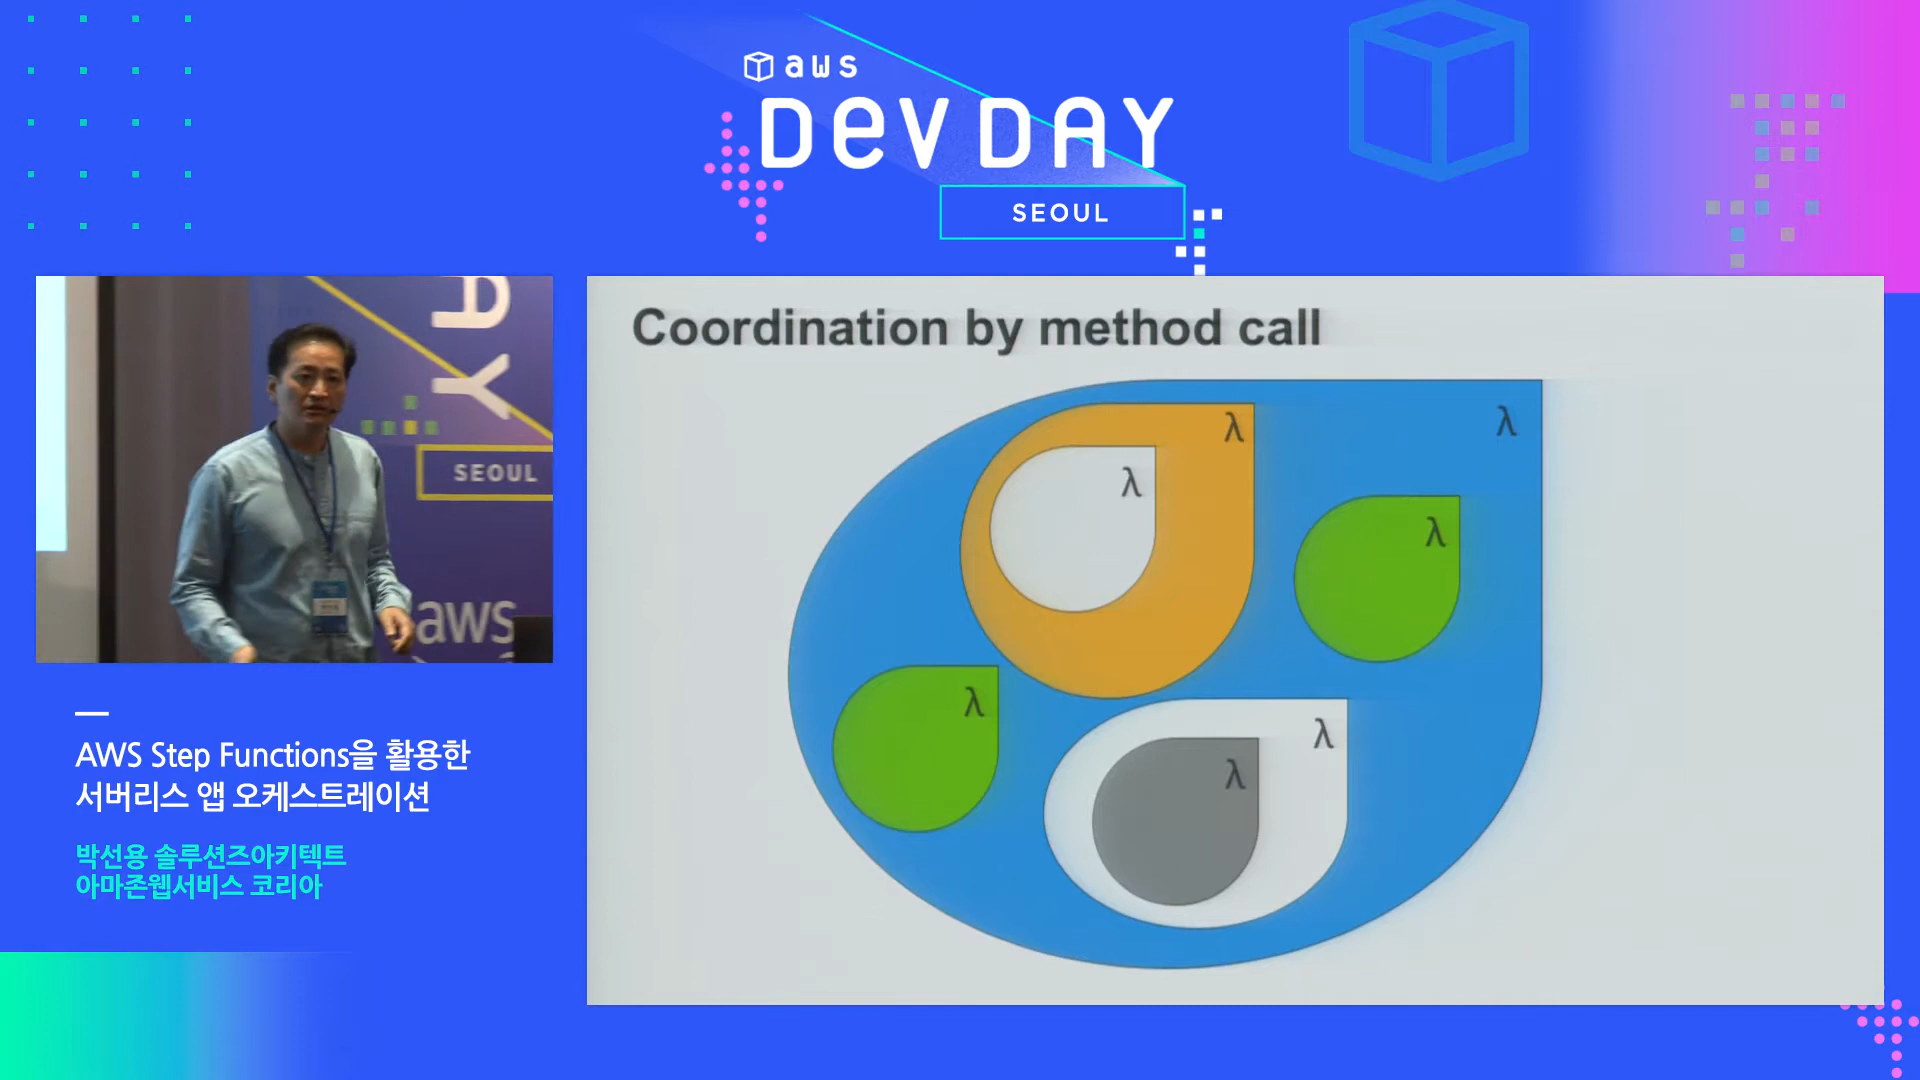 aws
DEV DAY
SEOUL
AY
SEOUL
aws
AWS Step Functions을 활용한
서버리스 앱 오케스트레이션
박선용 솔루션즈아키텍트
아마존웹서비스 코리아
Coordination by method call
λ
λ
λ
λ
λ
λ
λ